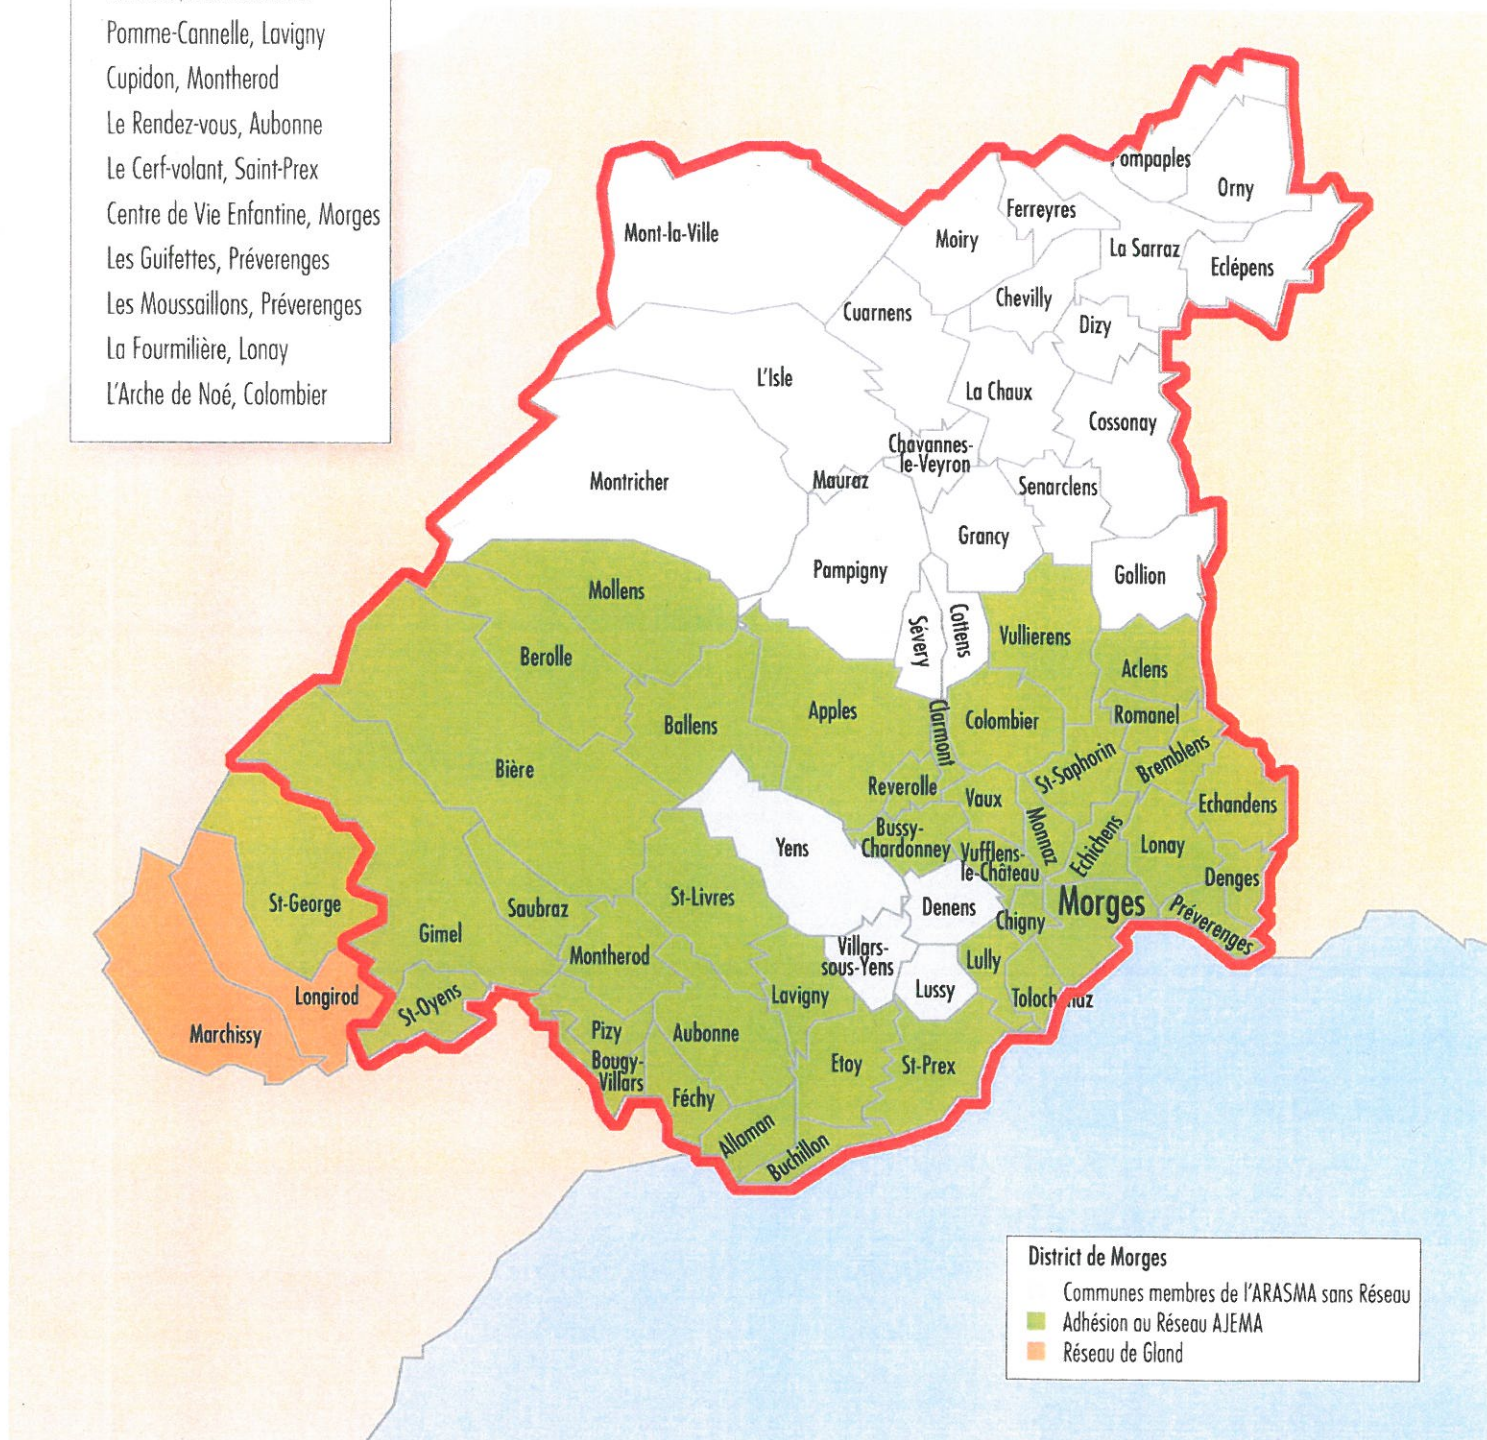 Pomme-Cannelle, Lavigny
Cupidon, Montherod
Le Rendez-vous, Aubonne
Le Cerf-volant, Saint-Prex
Centre de Vie Enfantine, Morges
Les Guifettes, Préverenges
Les Moussaillons, Préverenges
La Fourmilière, Lonay
L'Arche de Noé, Colombier
ompaples
Orny
Ferreyres
Mont-la-Ville
Moiry
La Sarraz
Eclépens
Chevilly
Cuarnens
Dizy
L'Isle
La Chaux
Cossonay
Chavannes-
le-Veyron
Montricher
Mauraz
Senarclens
Grancy
Pampigny
Gollion
Mollens
Sévery
Cottens
Vullierens
Berolle
Aclens
Apples
Clarmont
Colombier
Romanel
Ballens
St-Saphorin
Bremblens
Bière
Reverolle
Vaux
Echandens
Monnaz
Echichens
Bussy-
Chardonney
Yens
Vufflens-
le-Château
Lonay
Denges
St-George
Saubraz
St-Livres
Denens
Morges
Chigny
Préverenges
Gimel
Montherod
Villars-
sous-Yens
Lully
Longirod
St-Oyens
Lavigny
Lussy
Toloch naz
Marchissy
Pizy
Aubonne
Bougy-
Villars
Etoy
St-Prex
Féchy
Allaman
Buchillon
District de Morges
Communes membres de l'ARASMA sans Réseau
Adhésion au Réseau AJEMA
Réseau de Gland